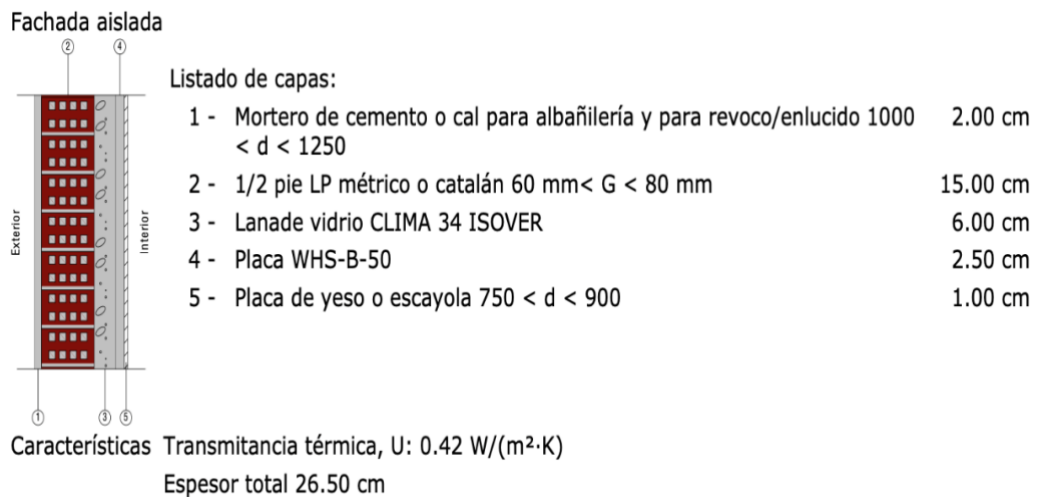 Fachada aislada
2
4
Listado de capas:
1 - Mortero de cemento o cal para albañilería y para revoco/enlucido 1000 2.00 cm
< d < 1250
2 - 1/2 pie LP métrico o catalán 60 mm< G < 80 mm 15.00 cm
3 - Lanade vidrio CLIMA 34 ISOVER 6.00 cm
4 - Placa WHS-B-50 2.50 cm
5 - Placa de yeso o escayola 750 < d < 900 1.00 cm
Exterior
Interior
1
3
5
Características Transmitancia térmica, U: 0.42 W/(m²·K)
Espesor total 26.50 cm